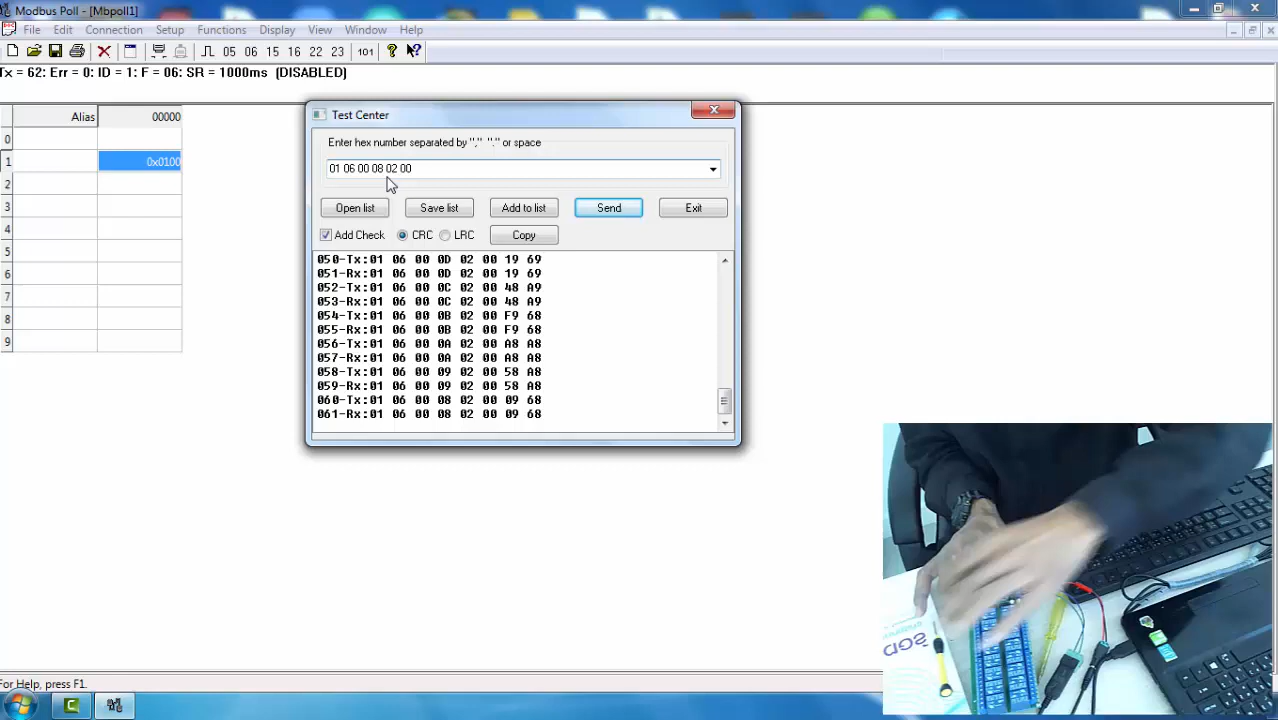 Modbus Poll - [Mbpoll1]
File Edit Connection Setup Functions Display View Window Help
05 06 15 16 22 23 101
Tx = 62: Err = 0: ID = 1: F = 06: SR = 1000ms (DISABLED)
Alias 00000
0
1 0x0100
2
3
4
5
6
7
8
9
Test Center
Enter hex number separated by "," "." or space
01 06 00 08 02 00
Open list Save list Add to list Send Exit
Add Check CRC LRC Copy
050-Tx:01 06 00 0D 02 00 19 69
051-Rx:01 06 00 0D 02 00 19 69
052-Tx:01 06 00 0C 02 00 48 A9
053-Rx:01 06 00 0C 02 00 48 A9
054-Tx:01 06 00 0B 02 00 F9 68
055-Rx:01 06 00 0B 02 00 F9 68
056-Tx:01 06 00 0A 02 00 A8 A8
057-Rx:01 06 00 0A 02 00 A8 A8
058-Tx:01 06 00 09 02 00 58 A8
059-Rx:01 06 00 09 02 00 58 A8
060-Tx:01 06 00 08 02 00 09 68
061-Rx:01 06 00 08 02 00 09 68
For Help, press F1.